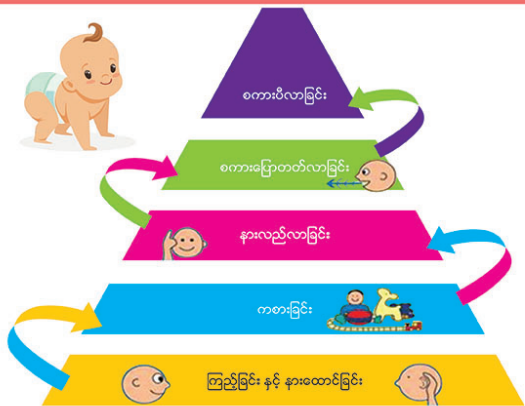 စကားပီလာခြင်း
စကားပြောတတ်လာခြင်း
နားလည်လာခြင်း
ကစားခြင်း
ကြည့်ခြင်း နှင့် နားထောင်ခြင်း